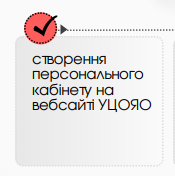 створення
персонального
кабінету на
вебсайті УЦОЯО